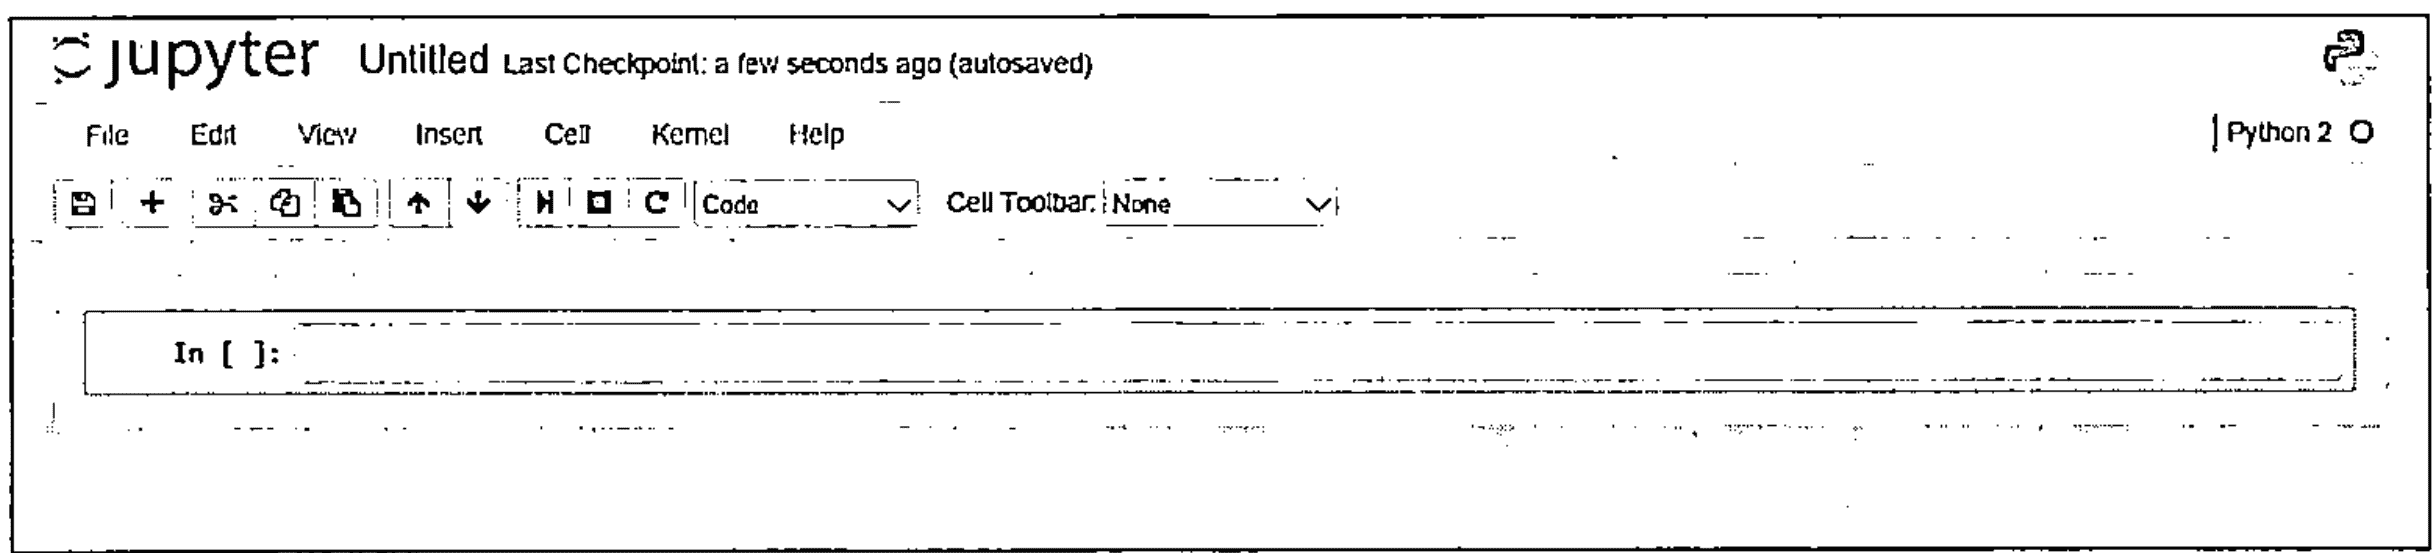 jupyter Untitled Last Checkpoint: a few seconds ago (autosaved)
File Edit View Insert Cell Kernel Help Python 2
Code Cell Toolbar: None
In [ ]: